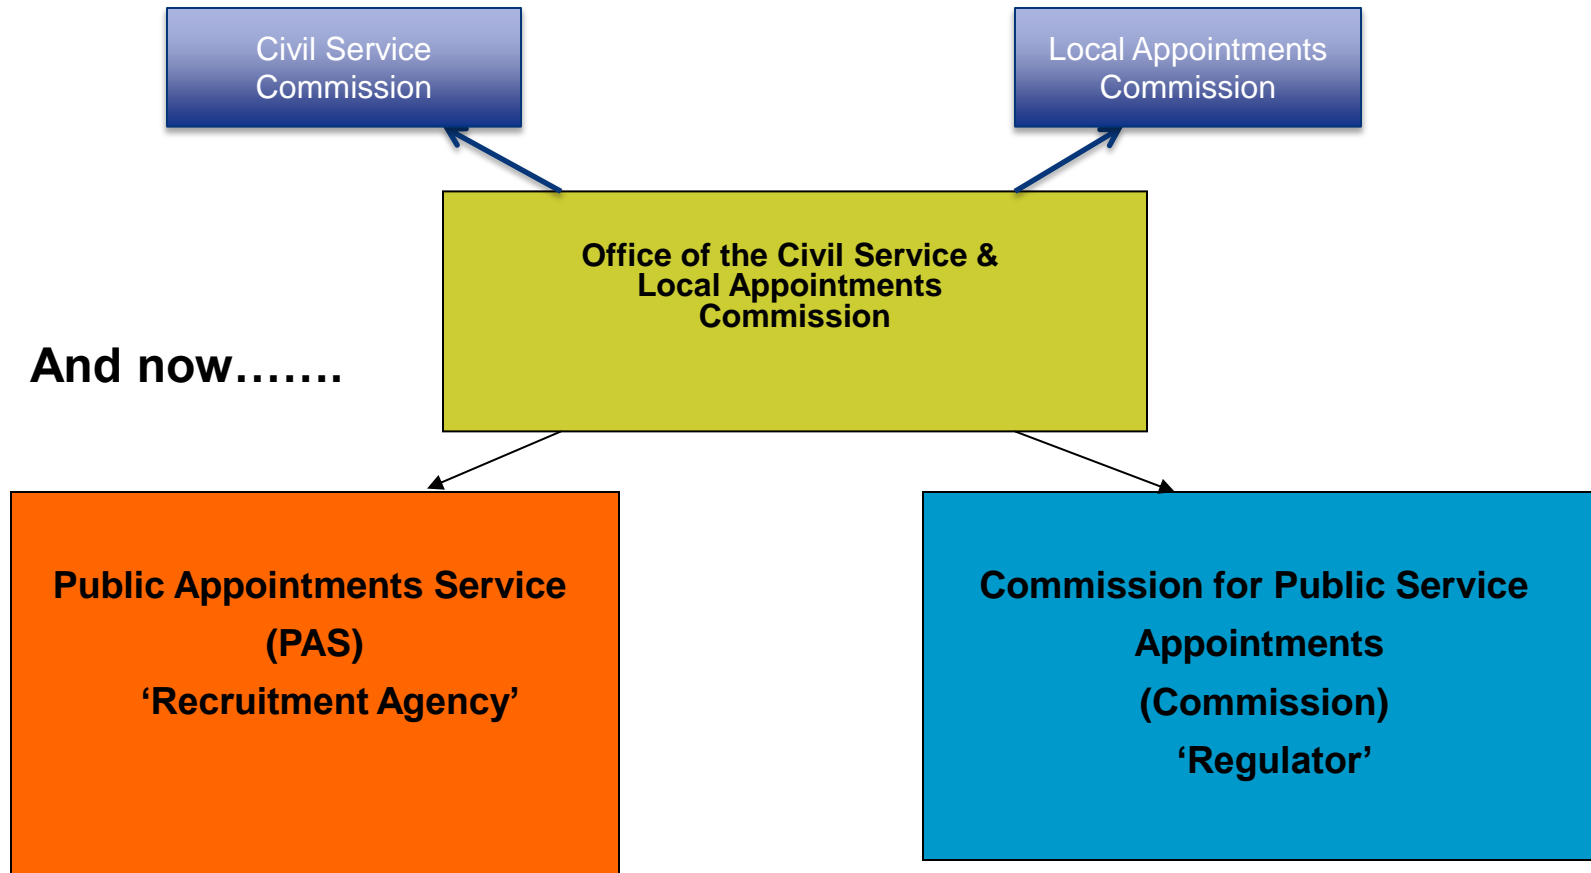 Civil Service
Commission
Local Appointments
Commission
Office of the Civil Service &
Local Appointments
Commission
And now…….
Public Appointments Service
(PAS)
‘Recruitment Agency’
Commission for Public Service
Appointments
(Commission)
‘Regulator’